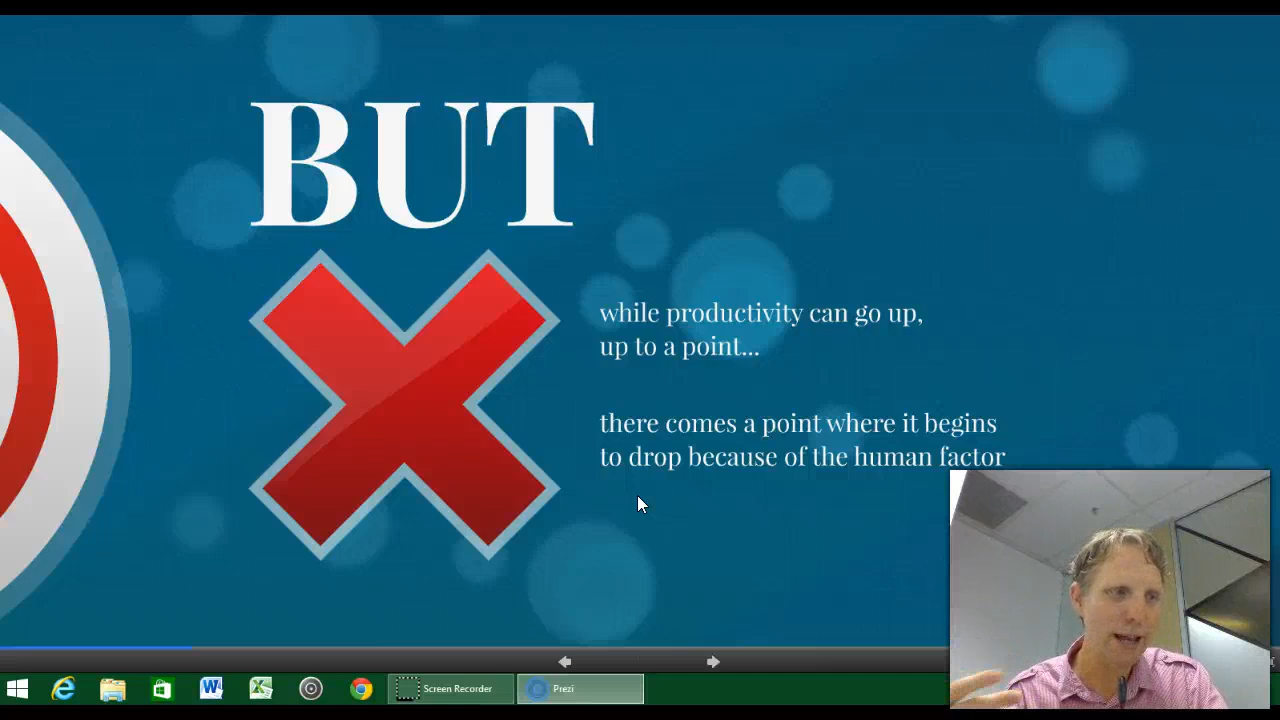 BUT
while productivity can go up,
up to a point...
there comes a point where it begins
to drop because of the human factor
Screen Recorder
Prezi